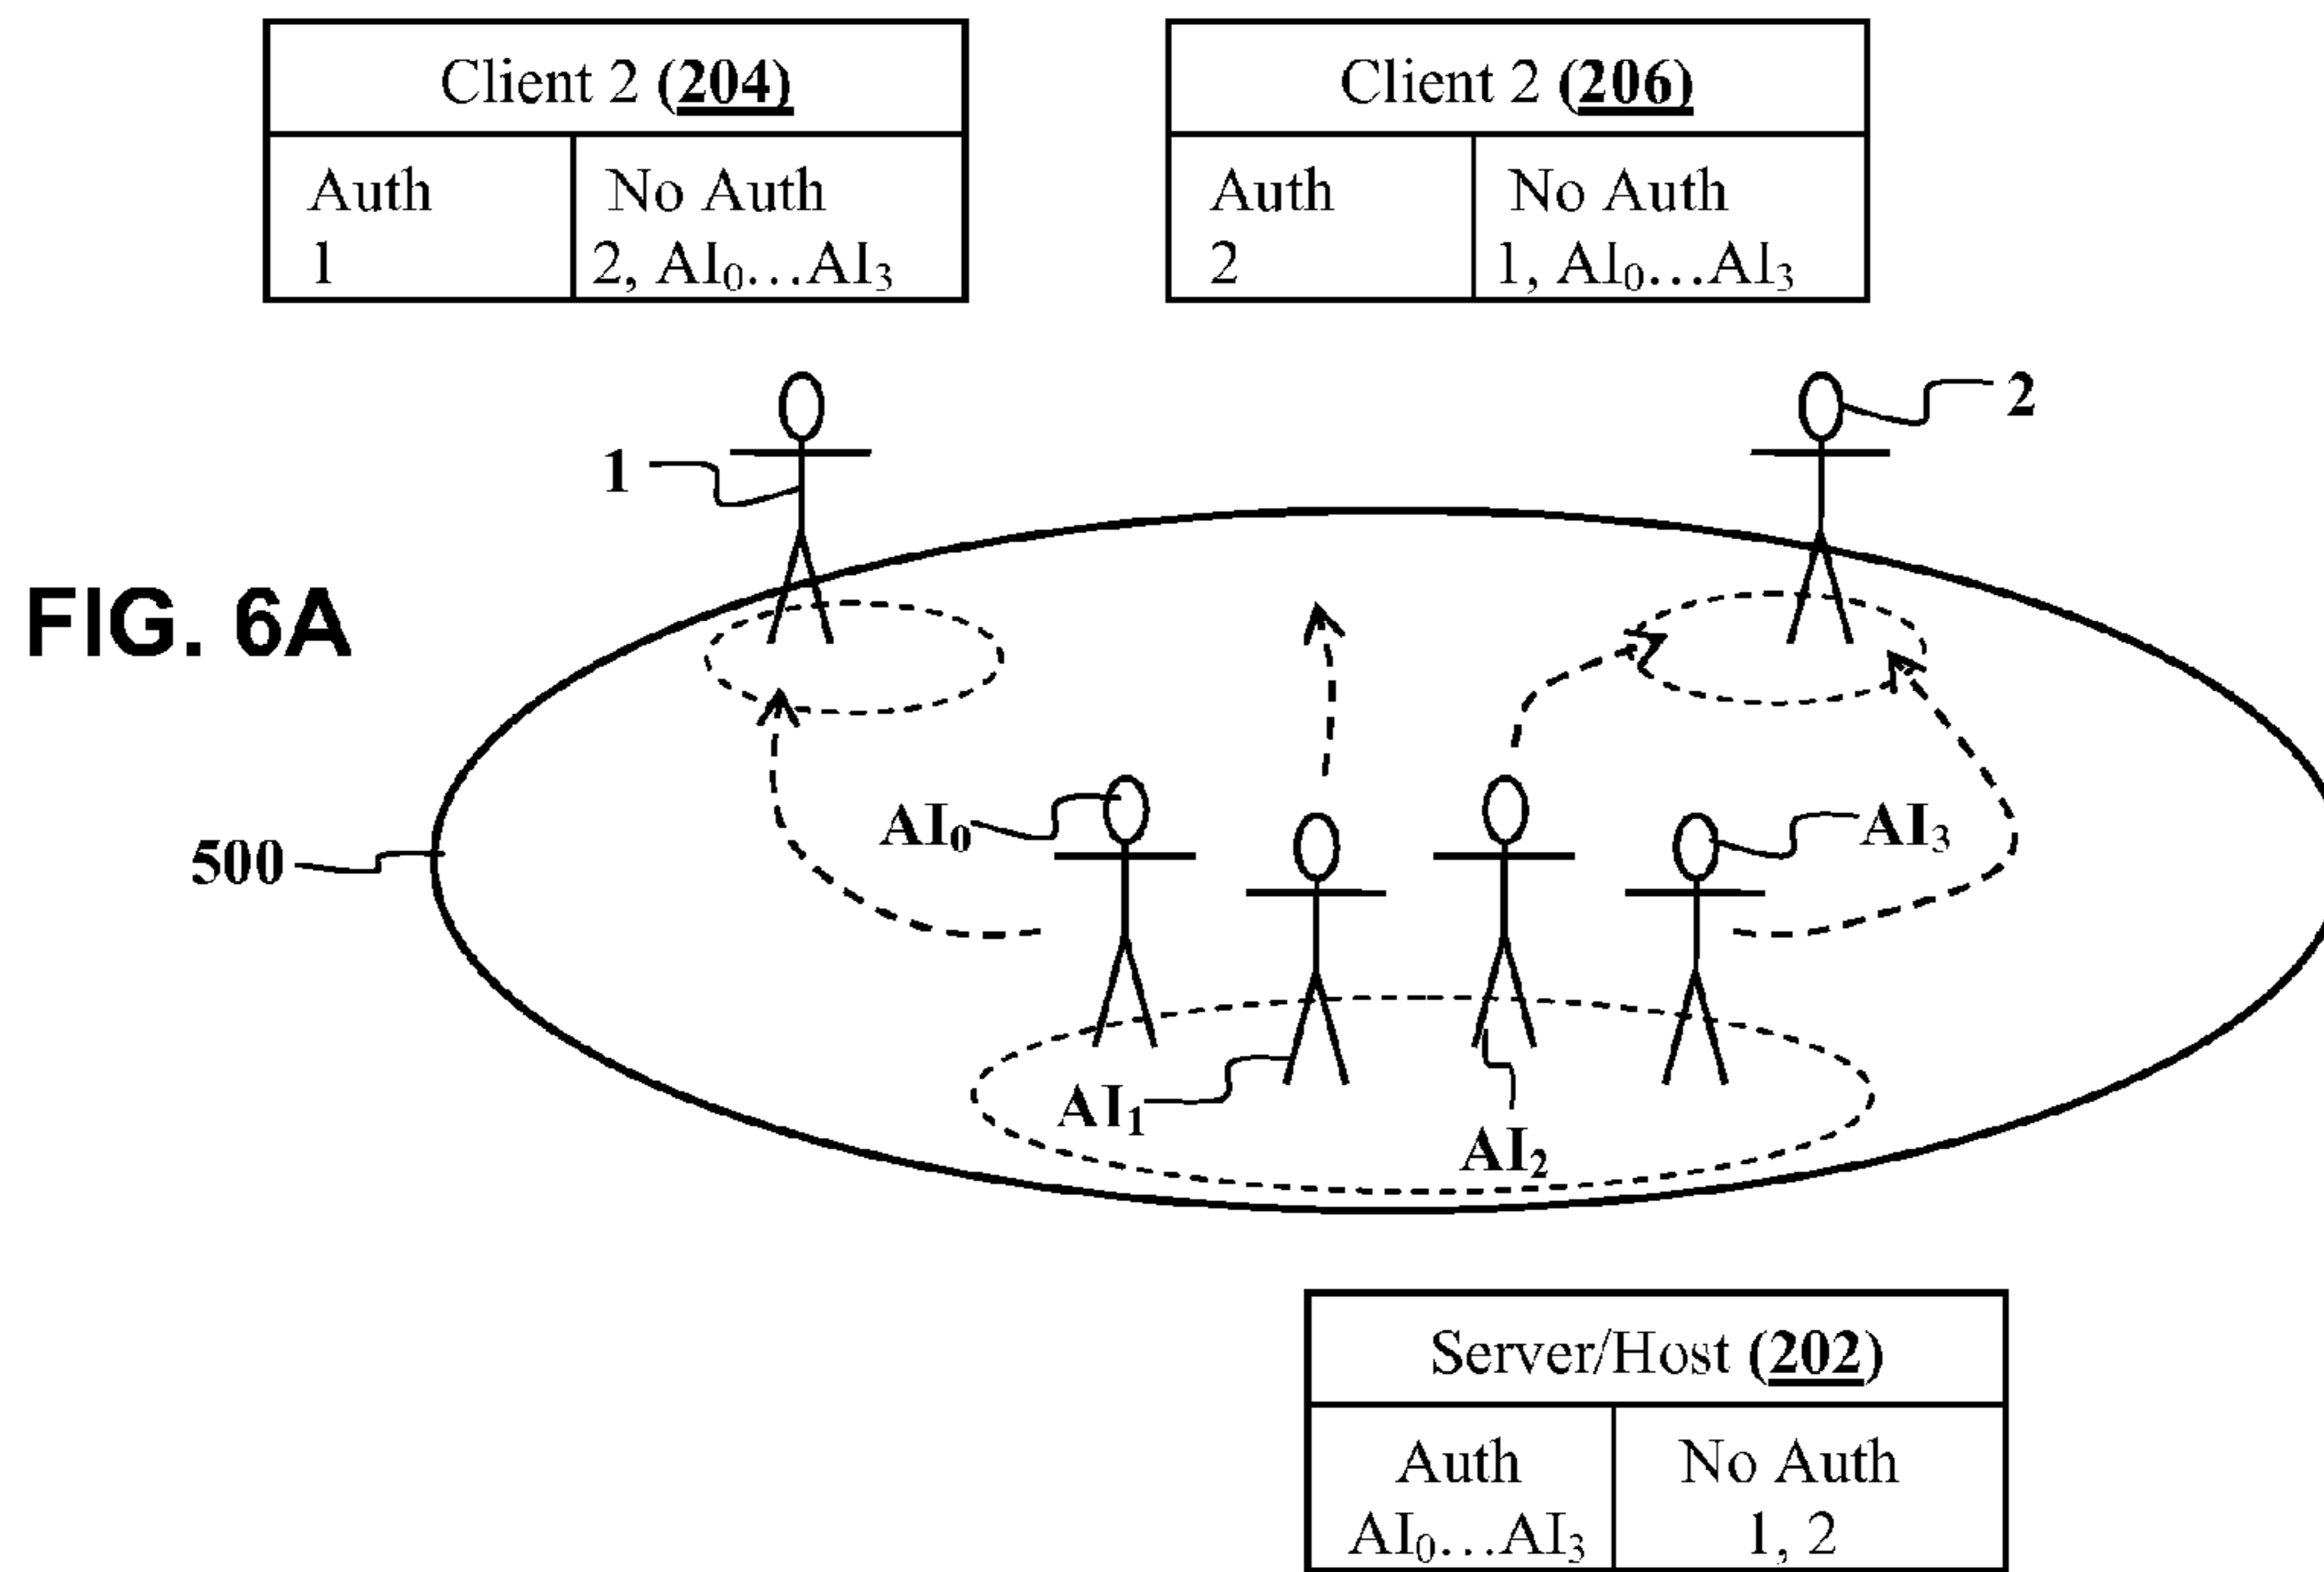 Client 2 (204)
Auth
1
No Auth
2, AI₀…AI₃
Client 2 (206)
Auth
2
No Auth
1, AI₀…AI₃
1
2
FIG. 6A
500
AI₀
AI₃
AI₁
AI₂
Server/Host (202)
Auth
AI₀…AI₃
No Auth
1, 2